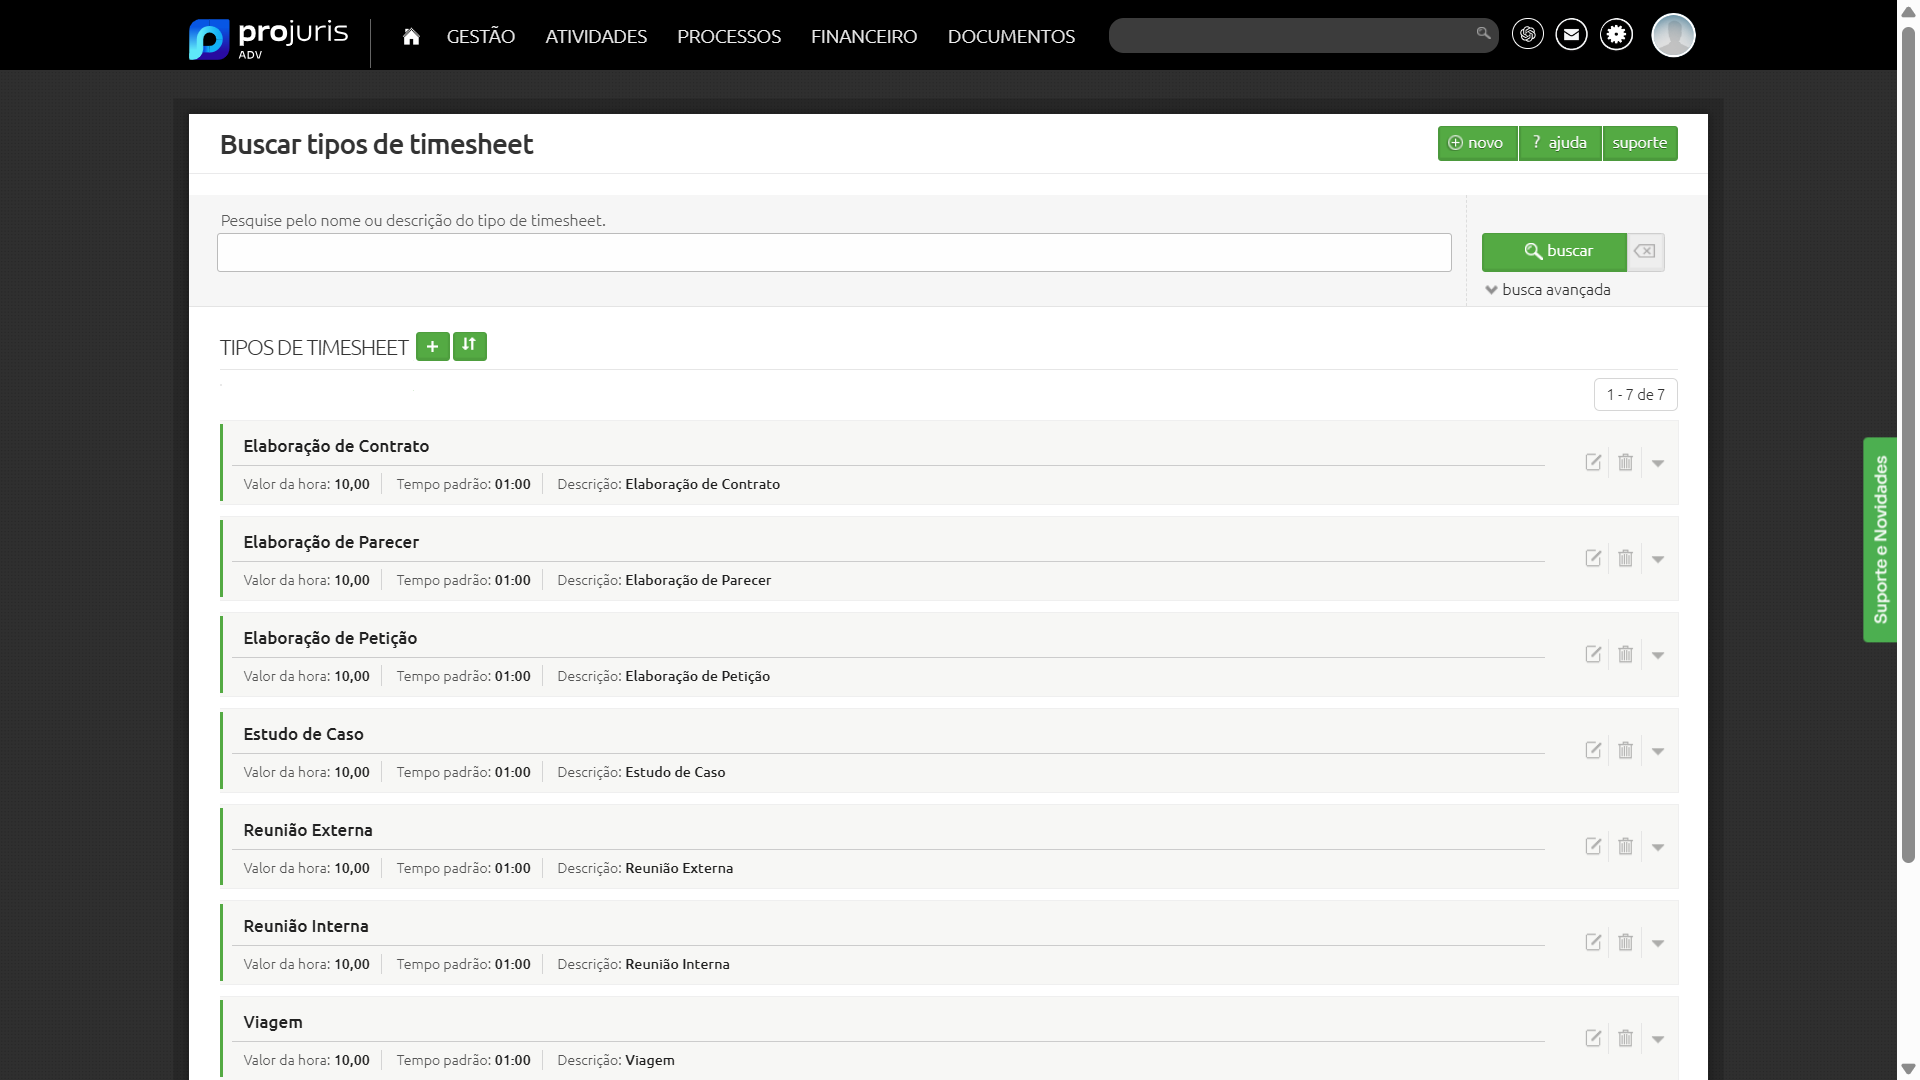 projuris
ADV
GESTÃO ATIVIDADES PROCESSOS FINANCEIRO DOCUMENTOS
Buscar tipos de timesheet
novo ? ajuda suporte
Pesquise pelo nome ou descrição do tipo de timesheet.
buscar
busca avançada
TIPOS DE TIMESHEET +
1 - 7 de 7
Elaboração de Contrato
Valor da hora: 10,00 Tempo padrão: 01:00 Descrição: Elaboração de Contrato
Elaboração de Parecer
Valor da hora: 10,00 Tempo padrão: 01:00 Descrição: Elaboração de Parecer
Elaboração de Petição
Valor da hora: 10,00 Tempo padrão: 01:00 Descrição: Elaboração de Petição
Estudo de Caso
Valor da hora: 10,00 Tempo padrão: 01:00 Descrição: Estudo de Caso
Reunião Externa
Valor da hora: 10,00 Tempo padrão: 01:00 Descrição: Reunião Externa
Reunião Interna
Valor da hora: 10,00 Tempo padrão: 01:00 Descrição: Reunião Interna
Viagem
Valor da hora: 10,00 Tempo padrão: 01:00 Descrição: Viagem
Suporte e Novidades